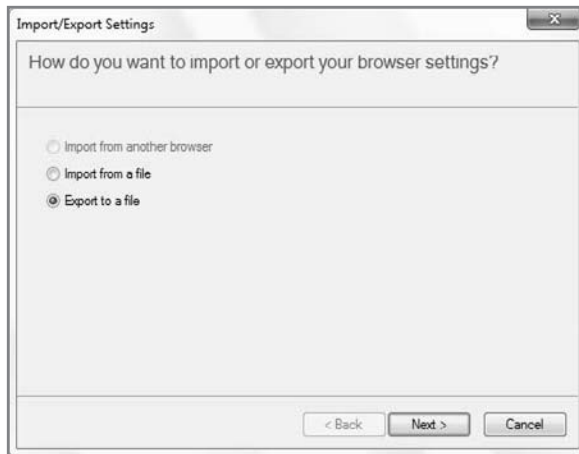 Import/Export Settings
How do you want to import or export your browser settings?
Import from another browser
Import from a file
Export to a file
< Back Next > Cancel